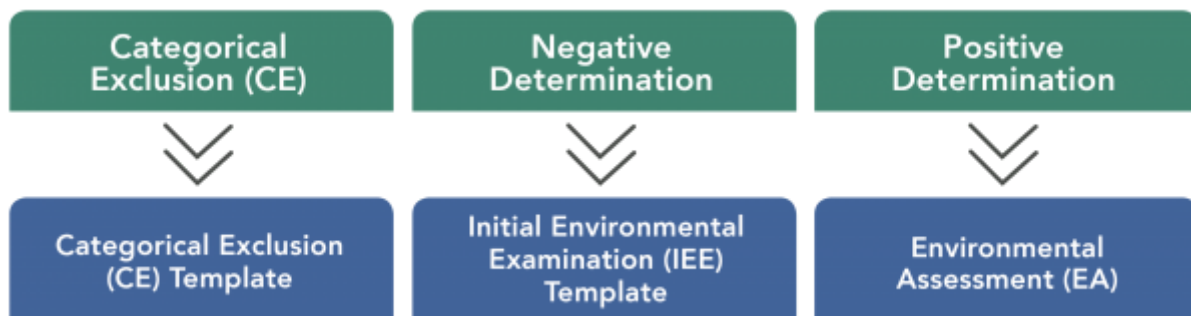 Categorical
Exclusion (CE)
Negative
Determination
Positive
Determination
Categorical Exclusion
(CE) Template
Initial Environmental
Examination (IEE)
Template
Environmental
Assessment (EA)